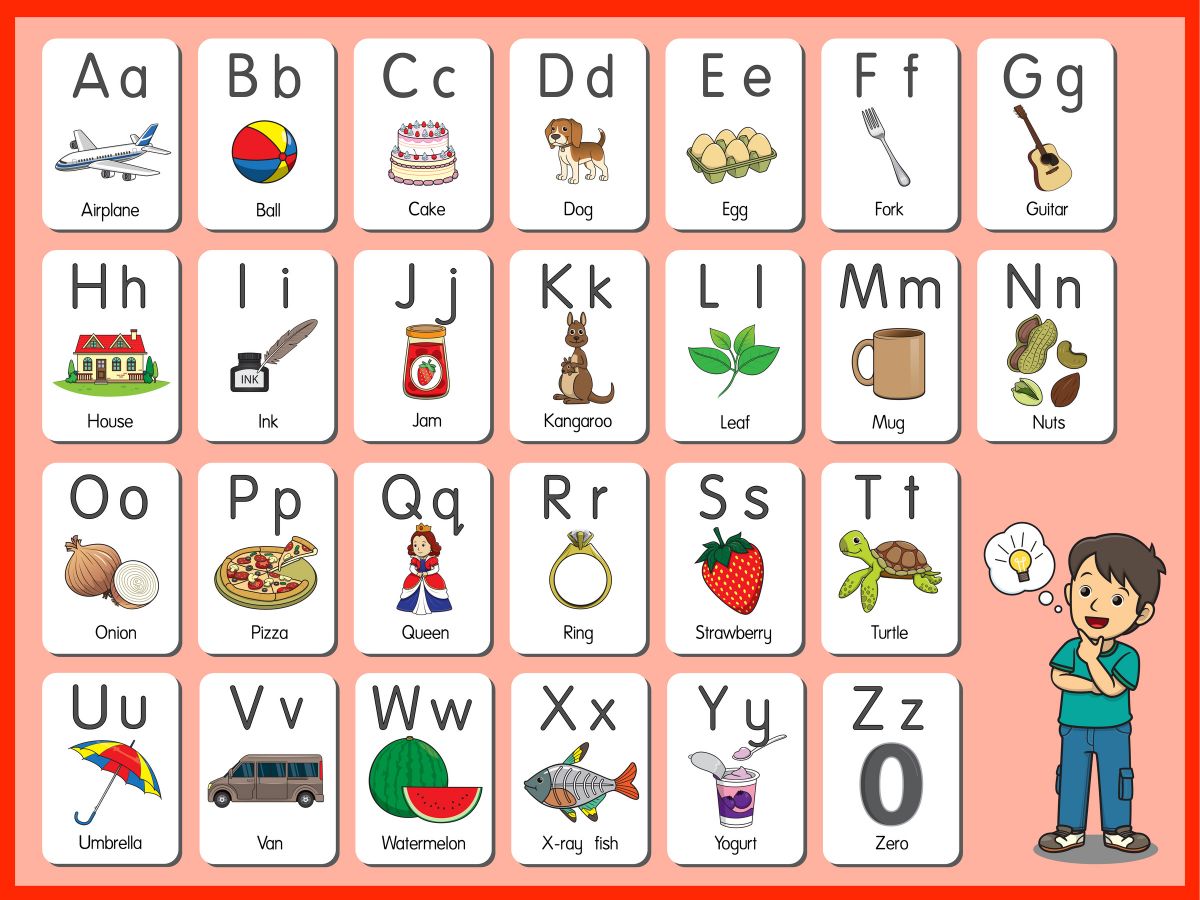 Aa
Airplane
Bb
Ball
Cc
Cake
Dd
Dog
Ee
Egg
Ff
Fork
Gg
Guitar
Hh
House
Ii
INK
Ink
Jj
Jam
Kk
Kangaroo
Ll
Leaf
Mm
Mug
Nn
Nuts
Oo
Onion
Pp
Pizza
Qq
Queen
Rr
Ring
Ss
Strawberry
Tt
Turtle
Uu
Umbrella
Vv
Van
Ww
Watermelon
Xx
X-ray fish
Yy
Yogurt
Zz
0
Zero